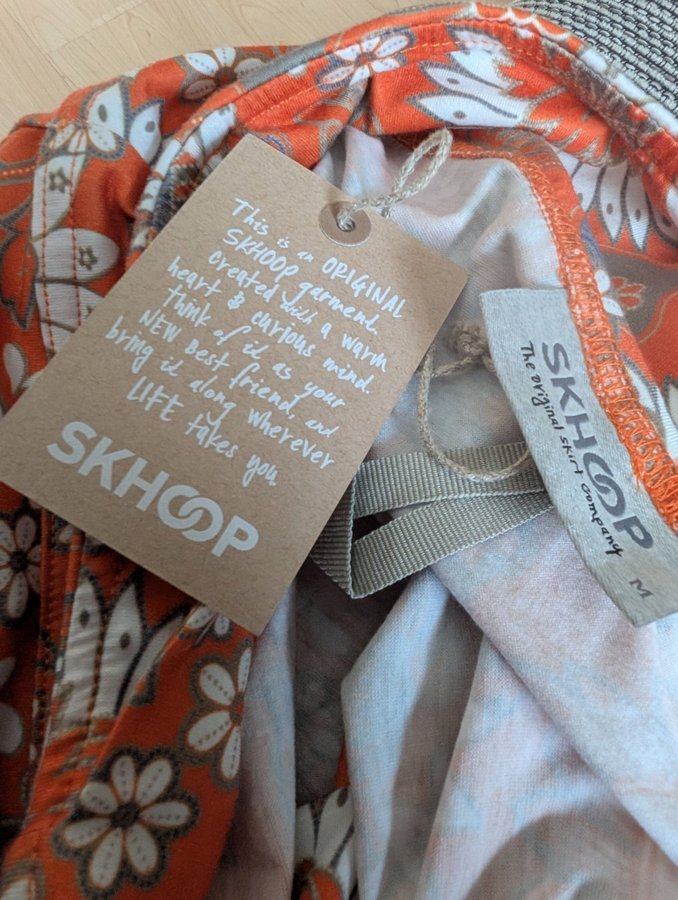 This is an ORIGINAL
SKHOOP garment.
Created with a warm
heart & curious mind.
Think of it as your
NEW Best friend, and
bring it along wherever
LIFE takes you.
SKHOOP
SKHOOP
The original skirt company
M